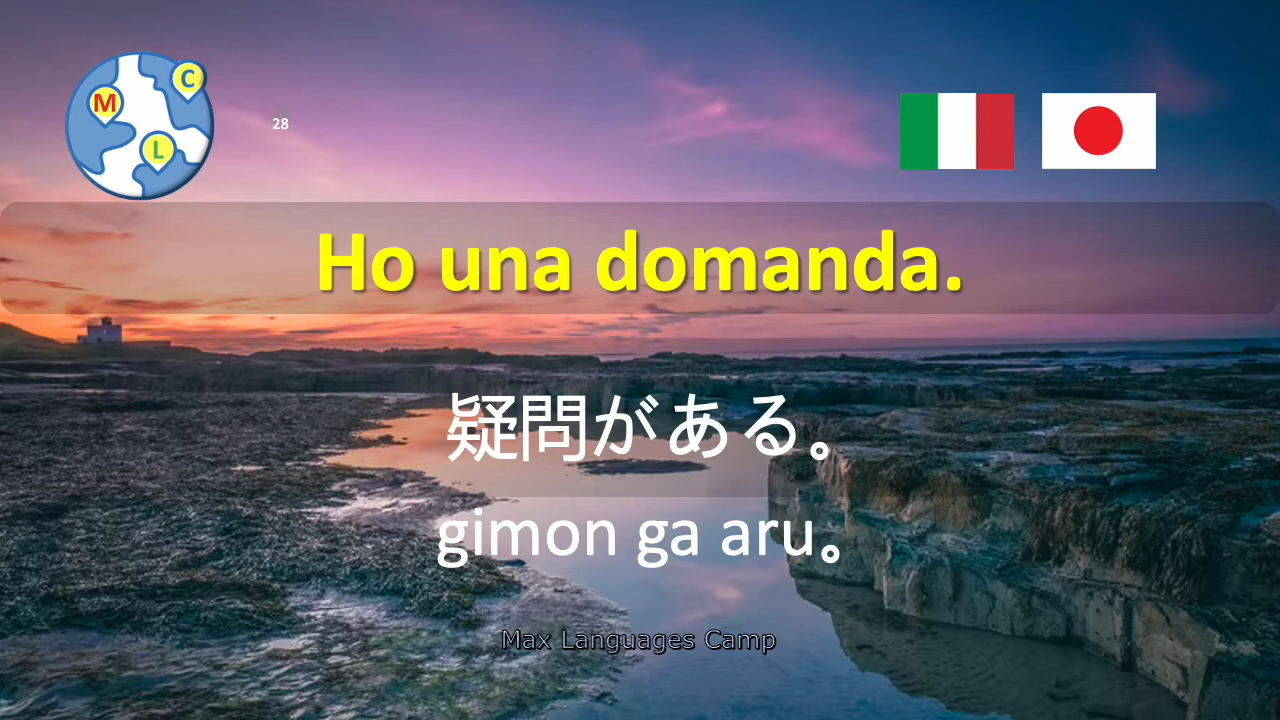 M
C
L
28
Ho una domanda.
疑問がある。
gimon ga aru。
Max Languages Camp